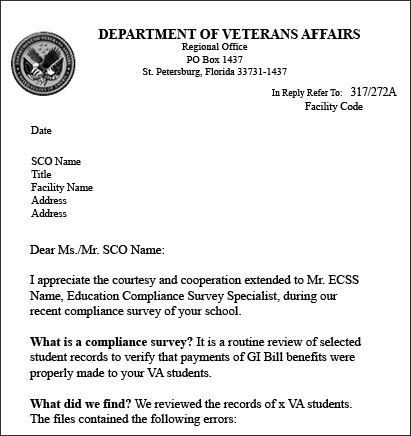 DEPARTMENT OF VETERANS AFFAIRS
Regional Office
PO Box 1437
St. Petersburg, Florida 33731-1437
In Reply Refer To: 317/272A
Facility Code
Date
SCO Name
Title
Facility Name
Address
Address
Dear Ms./Mr. SCO Name:
I appreciate the courtesy and cooperation extended to Mr. ECSS
Name, Education Compliance Survey Specialist, during our
recent compliance survey of your school.
What is a compliance survey? It is a routine review of selected
student records to verify that payments of GI Bill benefits were
properly made to your VA students.
What did we find? We reviewed the records of x VA students.
The files contained the following errors: